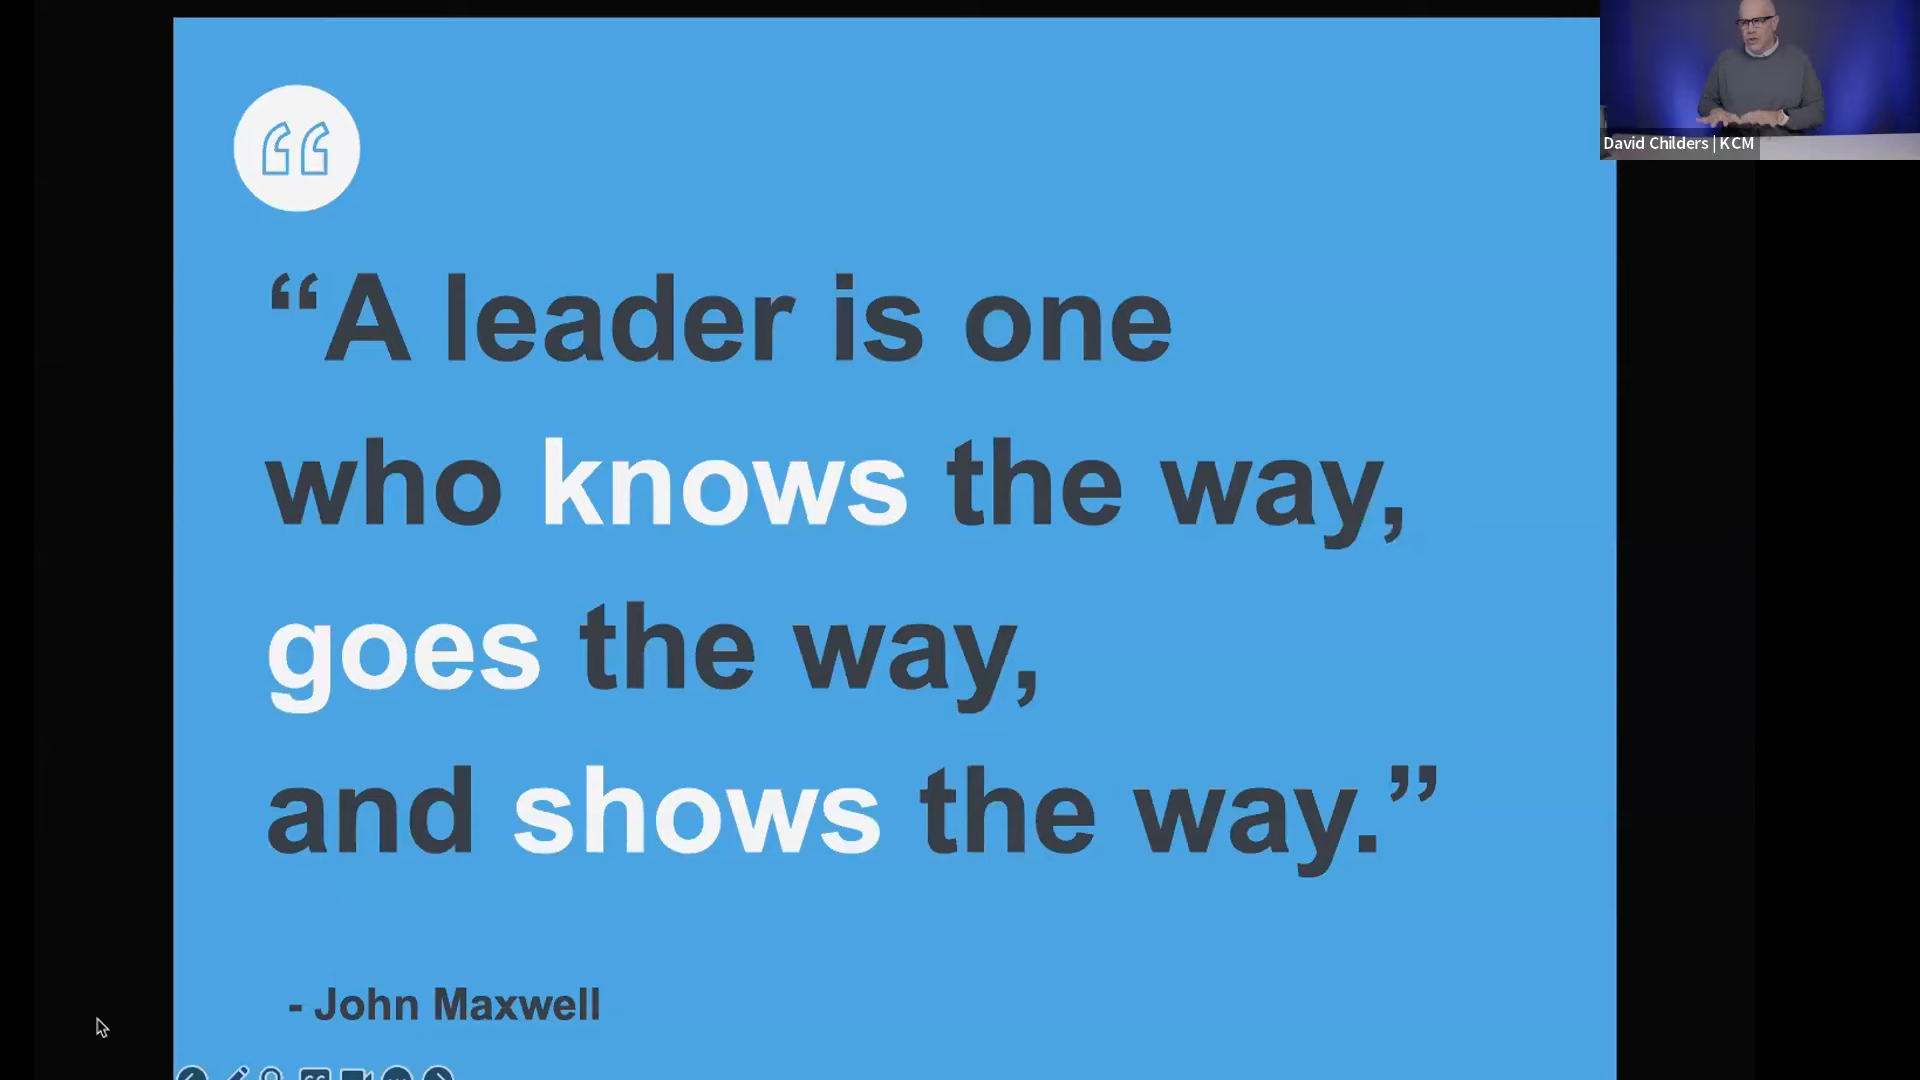 David Childers | KCM
“A leader is one
who knows the way,
goes the way,
and shows the way.”
- John Maxwell